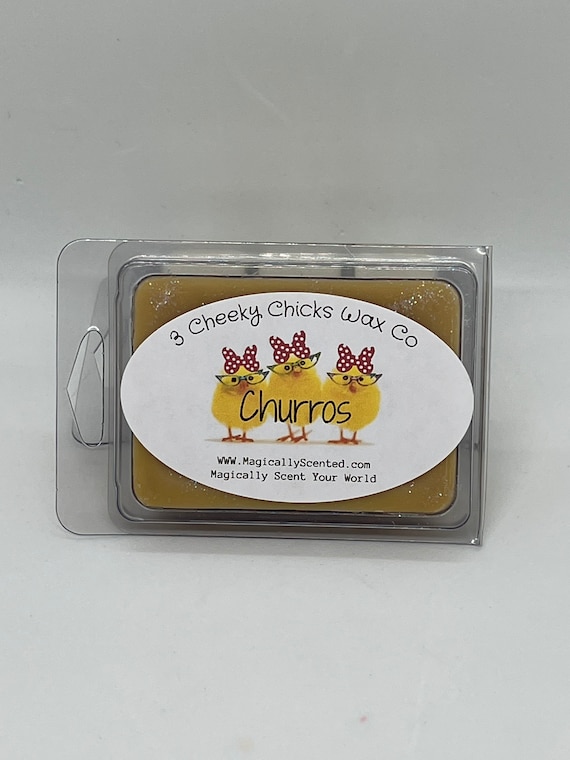 3 Cheeky Chicks Wax Co
Churros
WWW.MagicallyScented.com
Magically Scent Your World